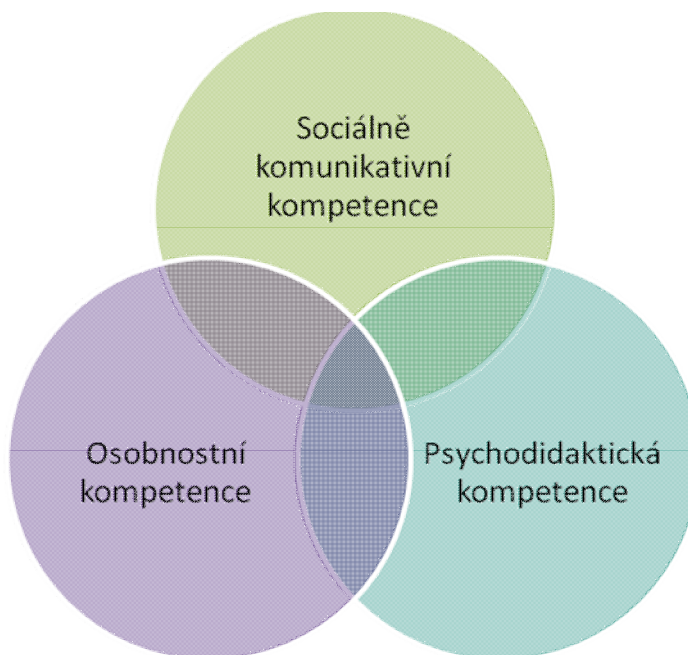 Sociálně
komunikativní
kompetence
Osobnostní
kompetence
Psychodidaktická
kompetence